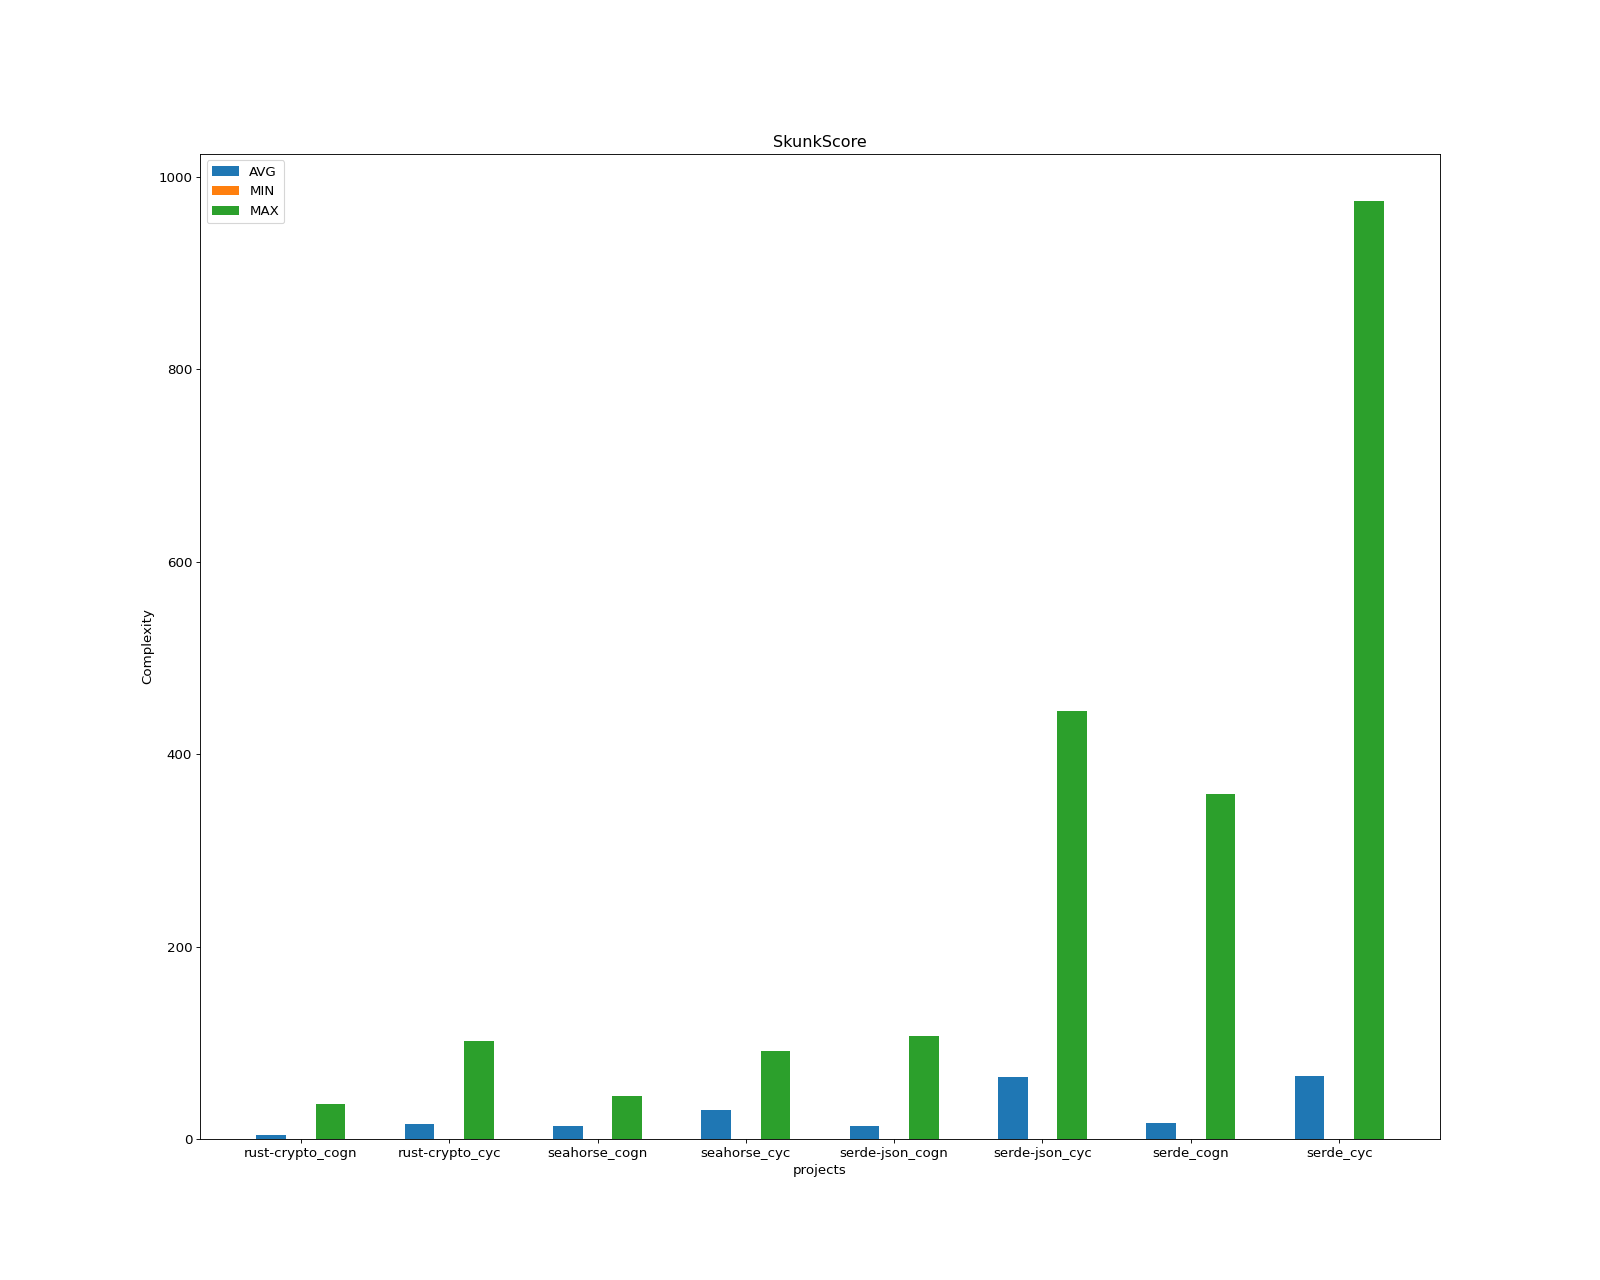 SkunkScore
AVG
MIN
MAX
1000
800
600
400
200
0
Complexity
rust-crypto_cogn rust-crypto_cyc seahorse_cogn seahorse_cyc serde-json_cogn serde-json_cyc serde_cogn serde_cyc
projects